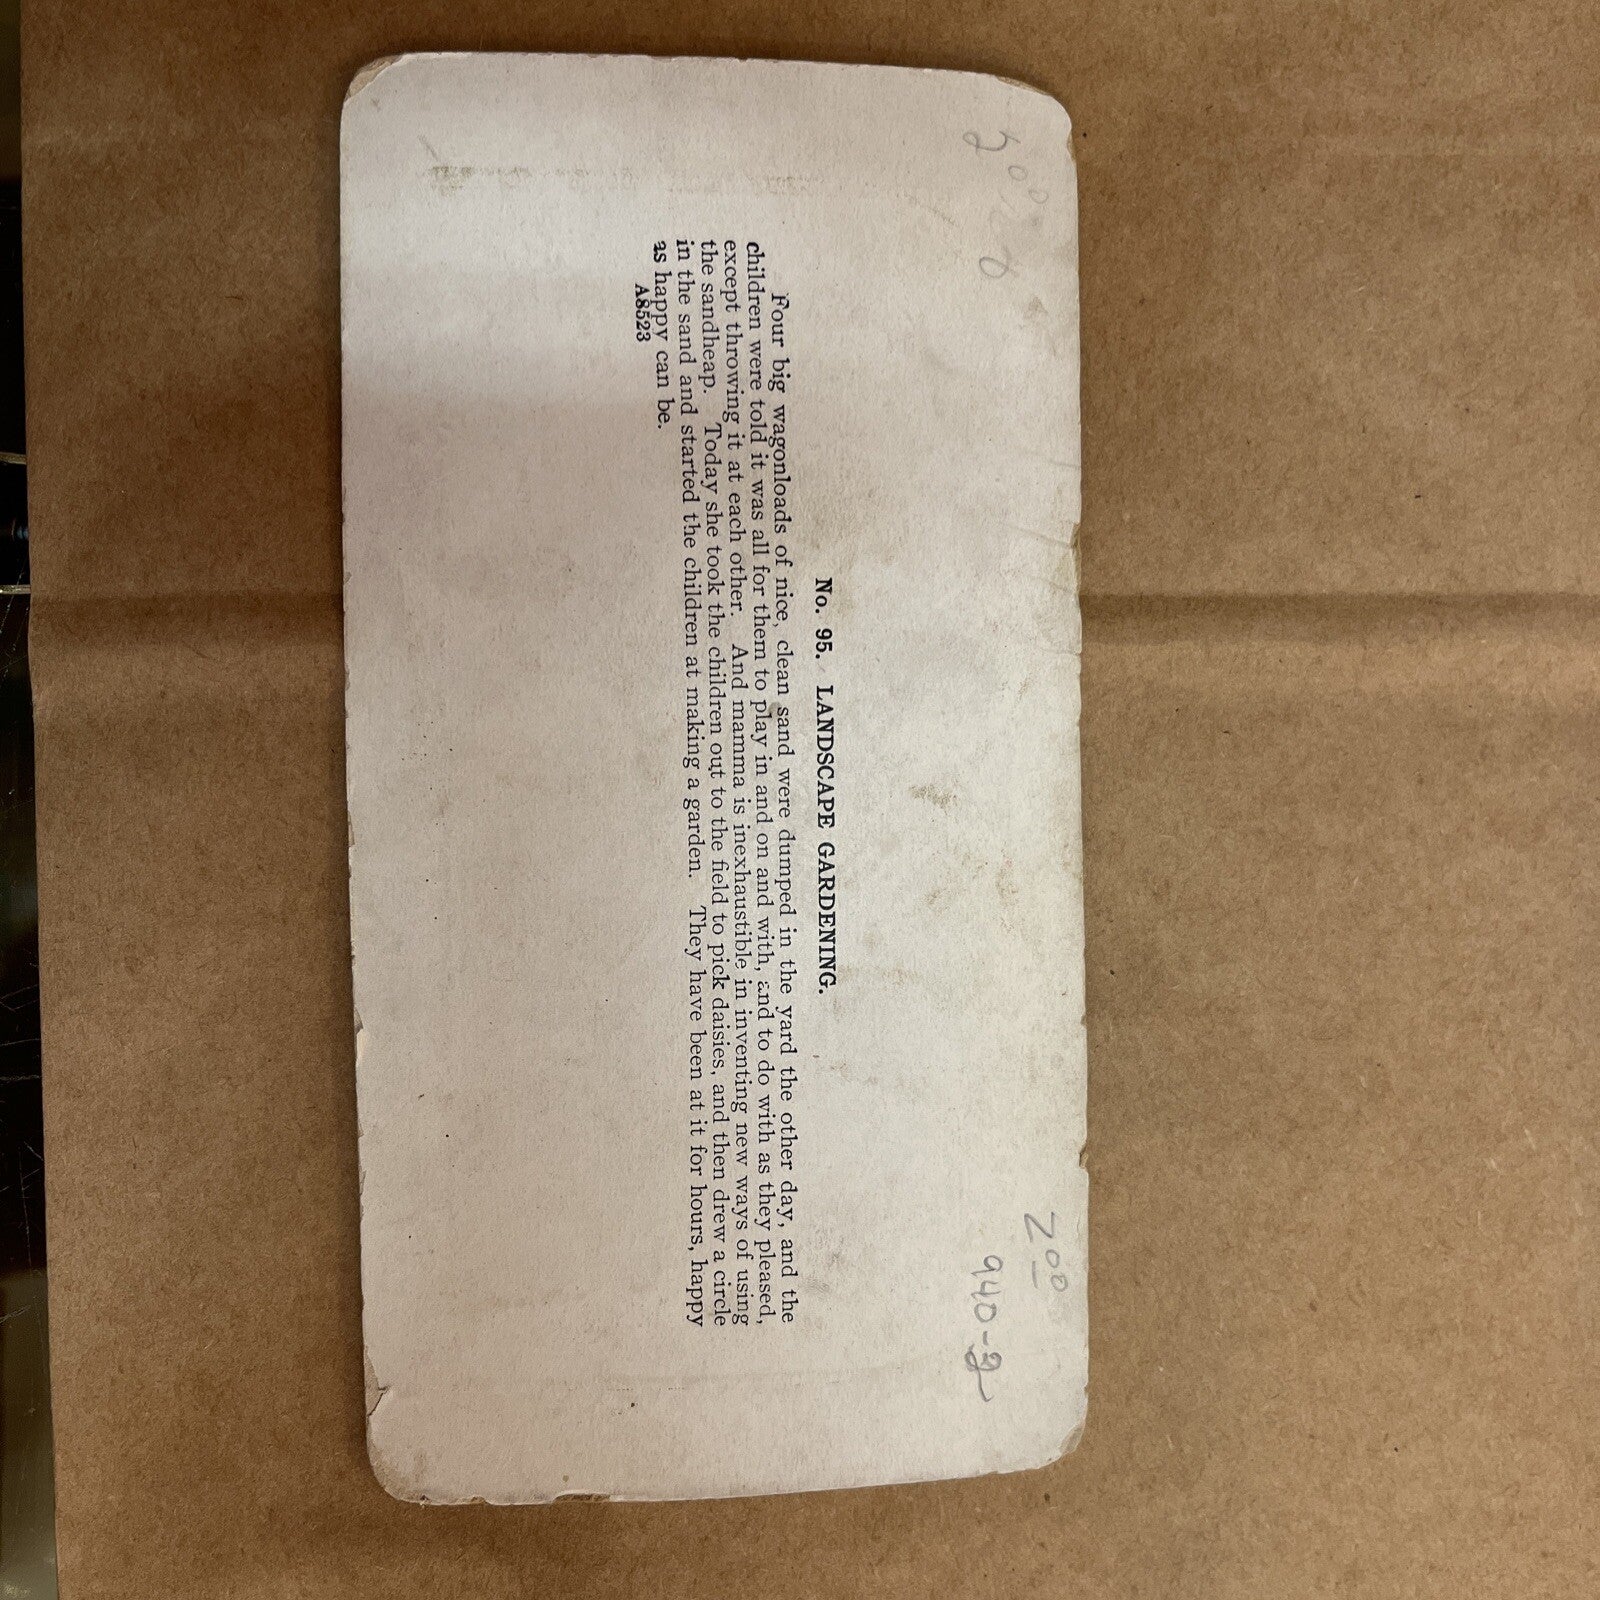 2.00
940-2
No. 95. LANDSCAPE GARDENING.
Four big wagonloads of nice, clean sand were dumped in the yard the other day, and the
children were told it was all for them to play in and on and with, and to do with as they pleased,
except throwing it at each other. And mamma is inexhaustible in inventing new ways of using
the sandheap. Today she took the children out to the field to pick daisies, and then drew a circle
in the sand and started the children at making a garden. They have been at it for hours, happy
as happy can be.
A8523